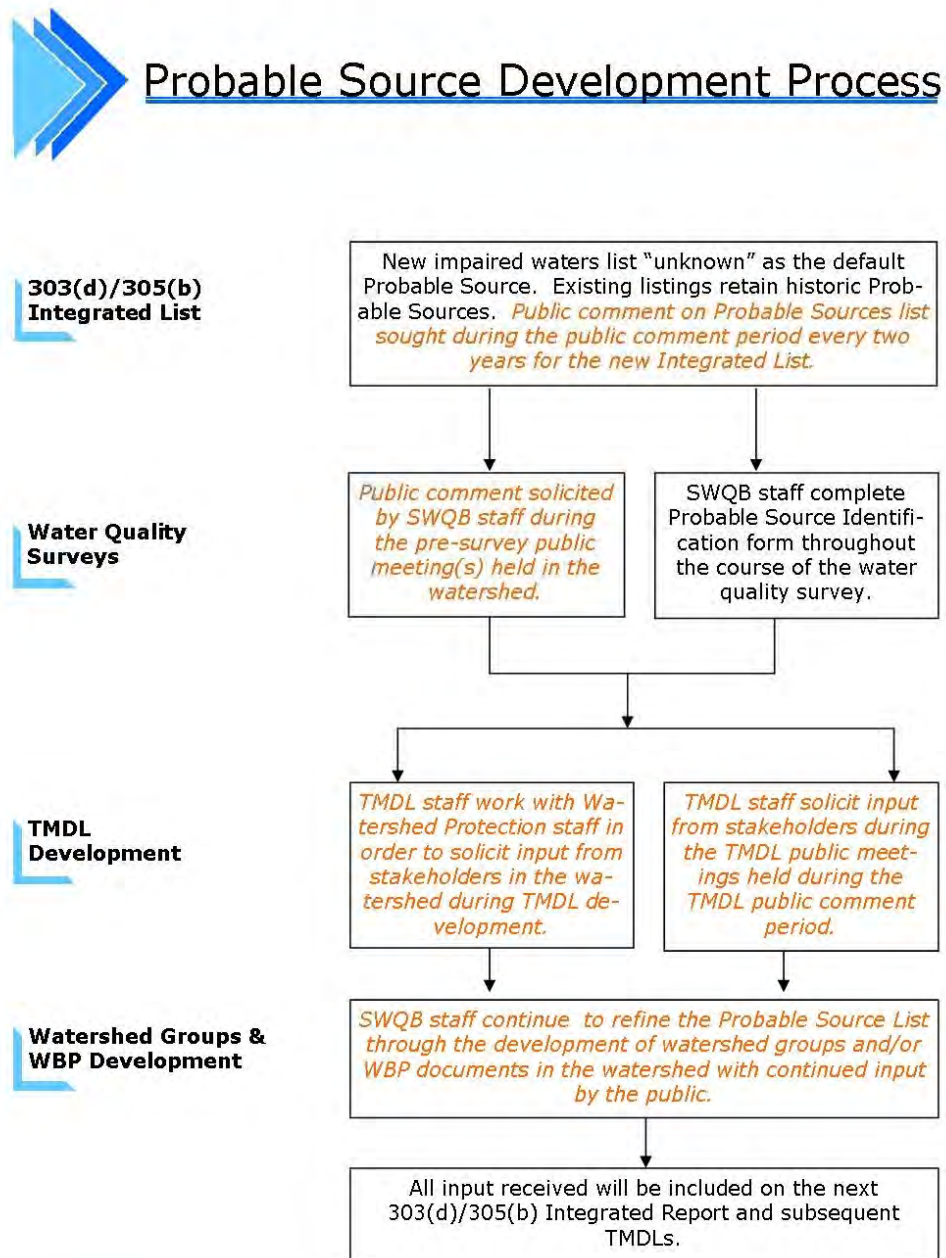 Probable Source Development Process
303(d)/305(b)
Integrated List
New impaired waters list “unknown” as the default
Probable Source.  Existing listings retain historic Prob-
able Sources.  Public comment on Probable Sources list
sought during the public comment period every two
years for the new Integrated List.
Water Quality
Surveys
Public comment solicited
by SWQB staff during
the pre-survey public
meeting(s) held in the
watershed.
SWQB staff complete
Probable Source Identifi-
cation form throughout
the course of the water
quality survey.
TMDL
Development
TMDL staff work with Wa-
tershed Protection staff in
order to solicit input from
stakeholders in the wa-
tershed during TMDL de-
velopment.
TMDL staff solicit input
from stakeholders during
the TMDL public meet-
ings held during the
TMDL public comment
period.
Watershed Groups &
WBP Development
SWQB staff continue  to refine the Probable Source List
through the development of watershed groups and/or
WBP documents in the watershed with continued input
by the public.
All input received will be included on the next
303(d)/305(b) Integrated Report and subsequent
TMDLs.